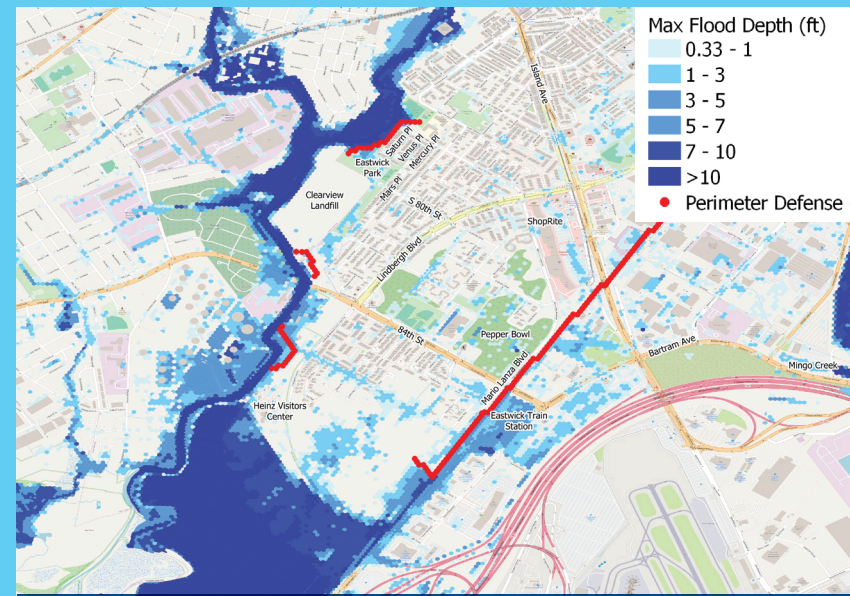 Max Flood Depth (ft)
0.33 - 1
1 - 3
3 - 5
5 - 7
7 - 10
>10
Perimeter Defense
Island Ave
Saturn Pl
Venus Pl
Mercury Pl
Eastwick
Park
Mars Pl
Clearview
Landfill
S 80th St
ShopRite
Lindbergh Blvd
84th St
Pepper Bowl
Bartram Ave
Mingo Creek
Mario Lanza Blvd
Heinz Visitors
Center
Eastwick Train
Station